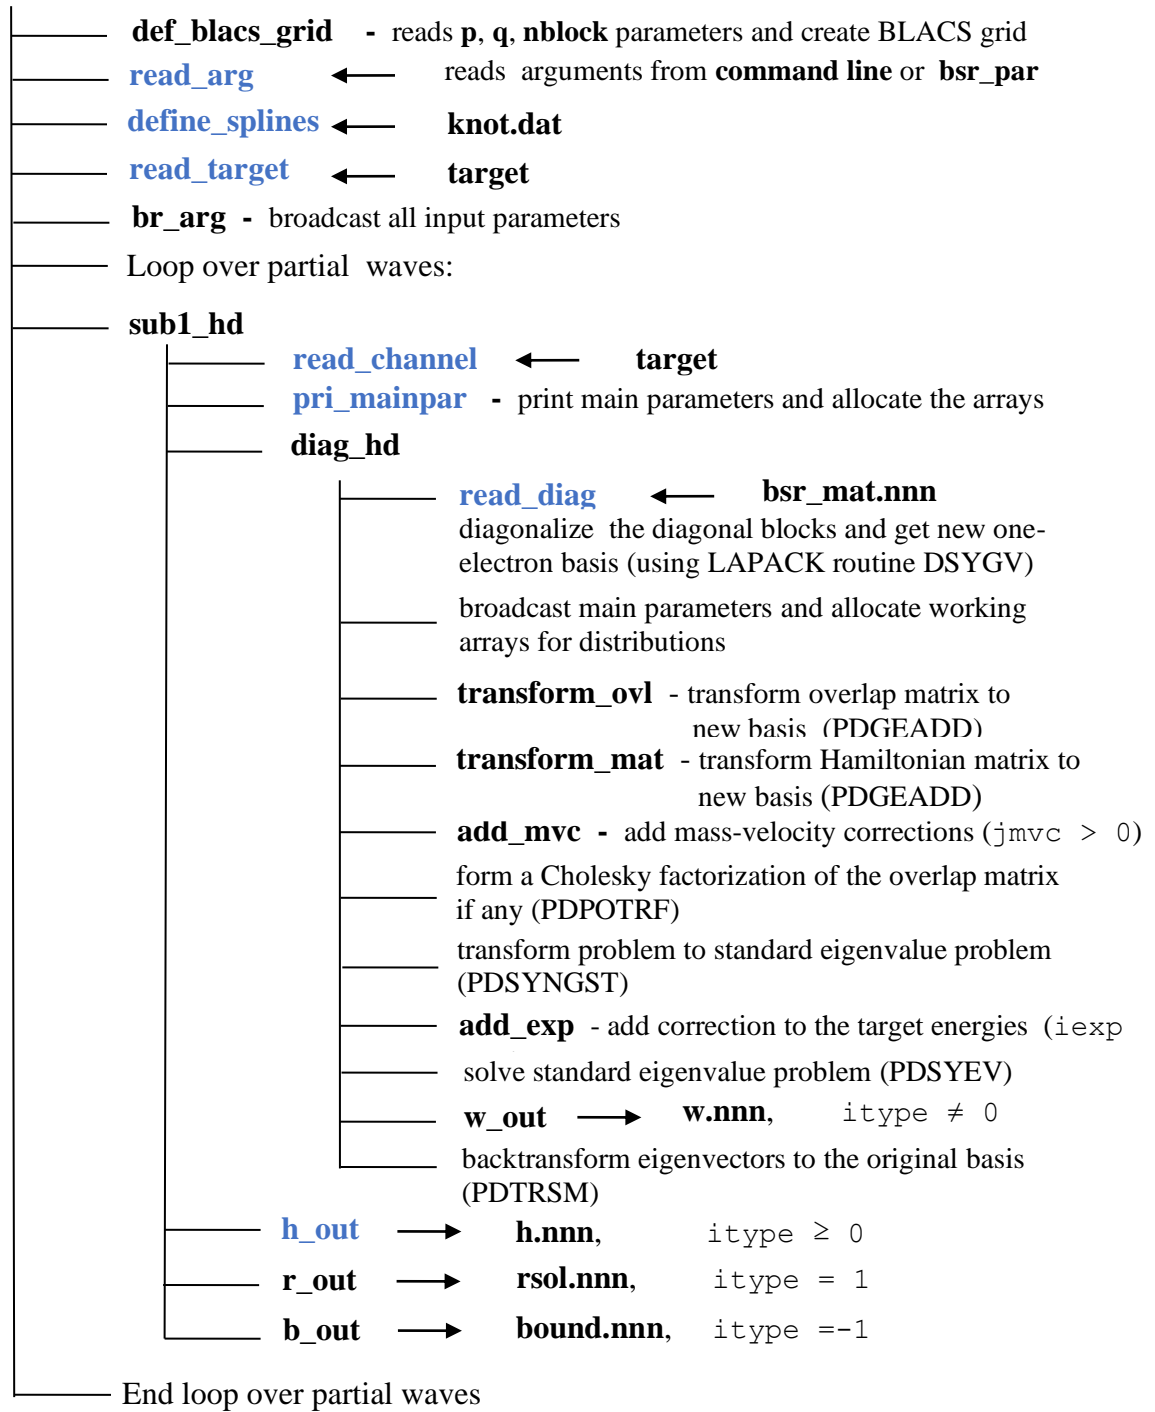 def_blacs_grid - reads p, q, nblock parameters and create BLACS grid
read_arg reads arguments from command line or bsr_par
define_splines knot.dat
read_target target
br_arg - broadcast all input parameters
Loop over partial waves:
sub1_hd
read_channel target
pri_mainpar - print main parameters and allocate the arrays
diag_hd
read_diag bsr_mat.nnn
diagonalize the diagonal blocks and get new one-
electron basis (using LAPACK routine DSYGV)
broadcast main parameters and allocate working
arrays for distributions
transform_ovl - transform overlap matrix to
new basis (PDGEADD)
transform_mat - transform Hamiltonian matrix to
new basis (PDGEADD)
add_mvc - add mass-velocity corrections (jmvc > 0)
form a Cholesky factorization of the overlap matrix
if any (PDPOTRF)
transform problem to standard eigenvalue problem
(PDSYNGST)
add_exp - add correction to the target energies (iexp
solve standard eigenvalue problem (PDSYEV)
w_out w.nnn, itype ≠ 0
backtransform eigenvectors to the original basis
(PDTRSM)
h_out h.nnn, itype ≥ 0
r_out rsol.nnn, itype = 1
b_out bound.nnn, itype =-1
End loop over partial waves